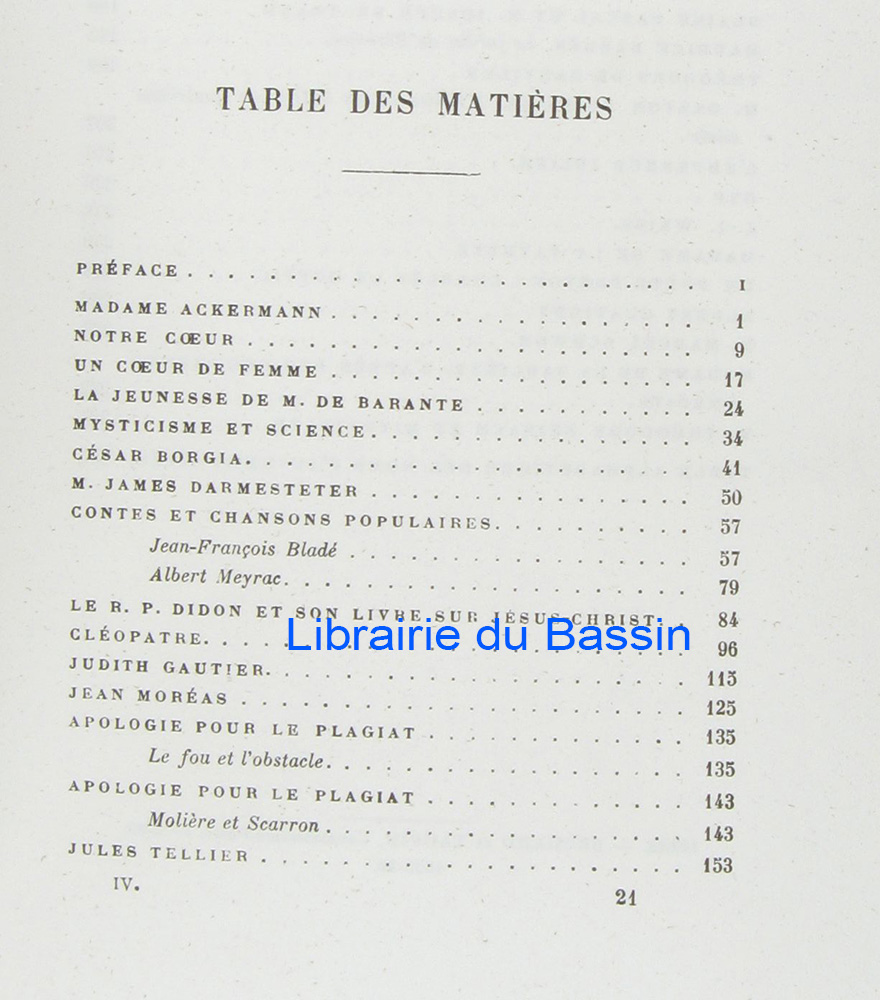 TABLE DES MATIÈRES
PRÉFACE . . . . . . . . . . . . . . . . . . . . I
MADAME ACKERMANN . . . . . . . . . . . . . . . 1
NOTRE CŒUR . . . . . . . . . . . . . . . . . . 9
UN CŒUR DE FEMME . . . . . . . . . . . . . . . 17
LA JEUNESSE DE M. DE BARANTE . . . . . . . . . 24
MYSTICISME ET SCIENCE. . . . . . . . . . . . . 34
CÉSAR BORGIA. . . . . . . . . . . . . . . . . . 41
M. JAMES DARMESTETER . . . . . . . . . . . . . 50
CONTES ET CHANSONS POPULAIRES. . . . . . . . . 57
Jean-François Bladé . . . . . . . . . . . . . 57
Albert Meyrac. . . . . . . . . . . . . . . . 79
LE R. P. DIDON ET SON LIVRE SUR JÉSUS-CHRIST. . 84
Librairie du Bassin
CLÉOPATRE. . . . . . . . . . . . . . . . . . . 96
JUDITH GAUTIER. . . . . . . . . . . . . . . . . 115
JEAN MORÉAS . . . . . . . . . . . . . . . . . . 125
APOLOGIE POUR LE PLAGIAT . . . . . . . . . . . 135
Le fou et l'obstacle. . . . . . . . . . . . . . 135
APOLOGIE POUR LE PLAGIAT . . . . . . . . . . . 143
Molière et Scarron . . . . . . . . . . . . . . 143
JULES TELLIER . . . . . . . . . . . . . . . . . 153
IV. 21